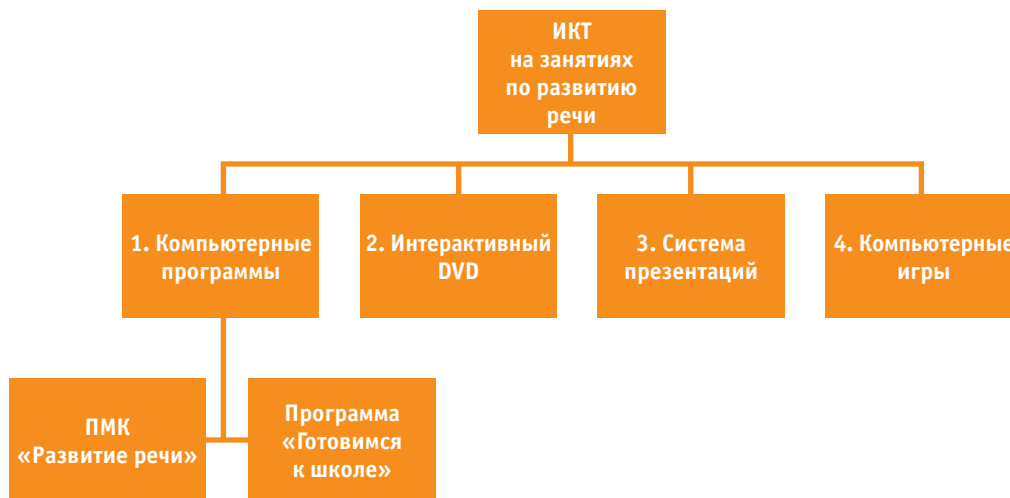 ИКТ
на занятиях
по развитию
речи
1. Компьютерные
программы
2. Интерактивный
DVD
3. Система
презентаций
4. Компьютерные
игры
ПМК
«Развитие речи»
Программа
«Готовимся
к школе»